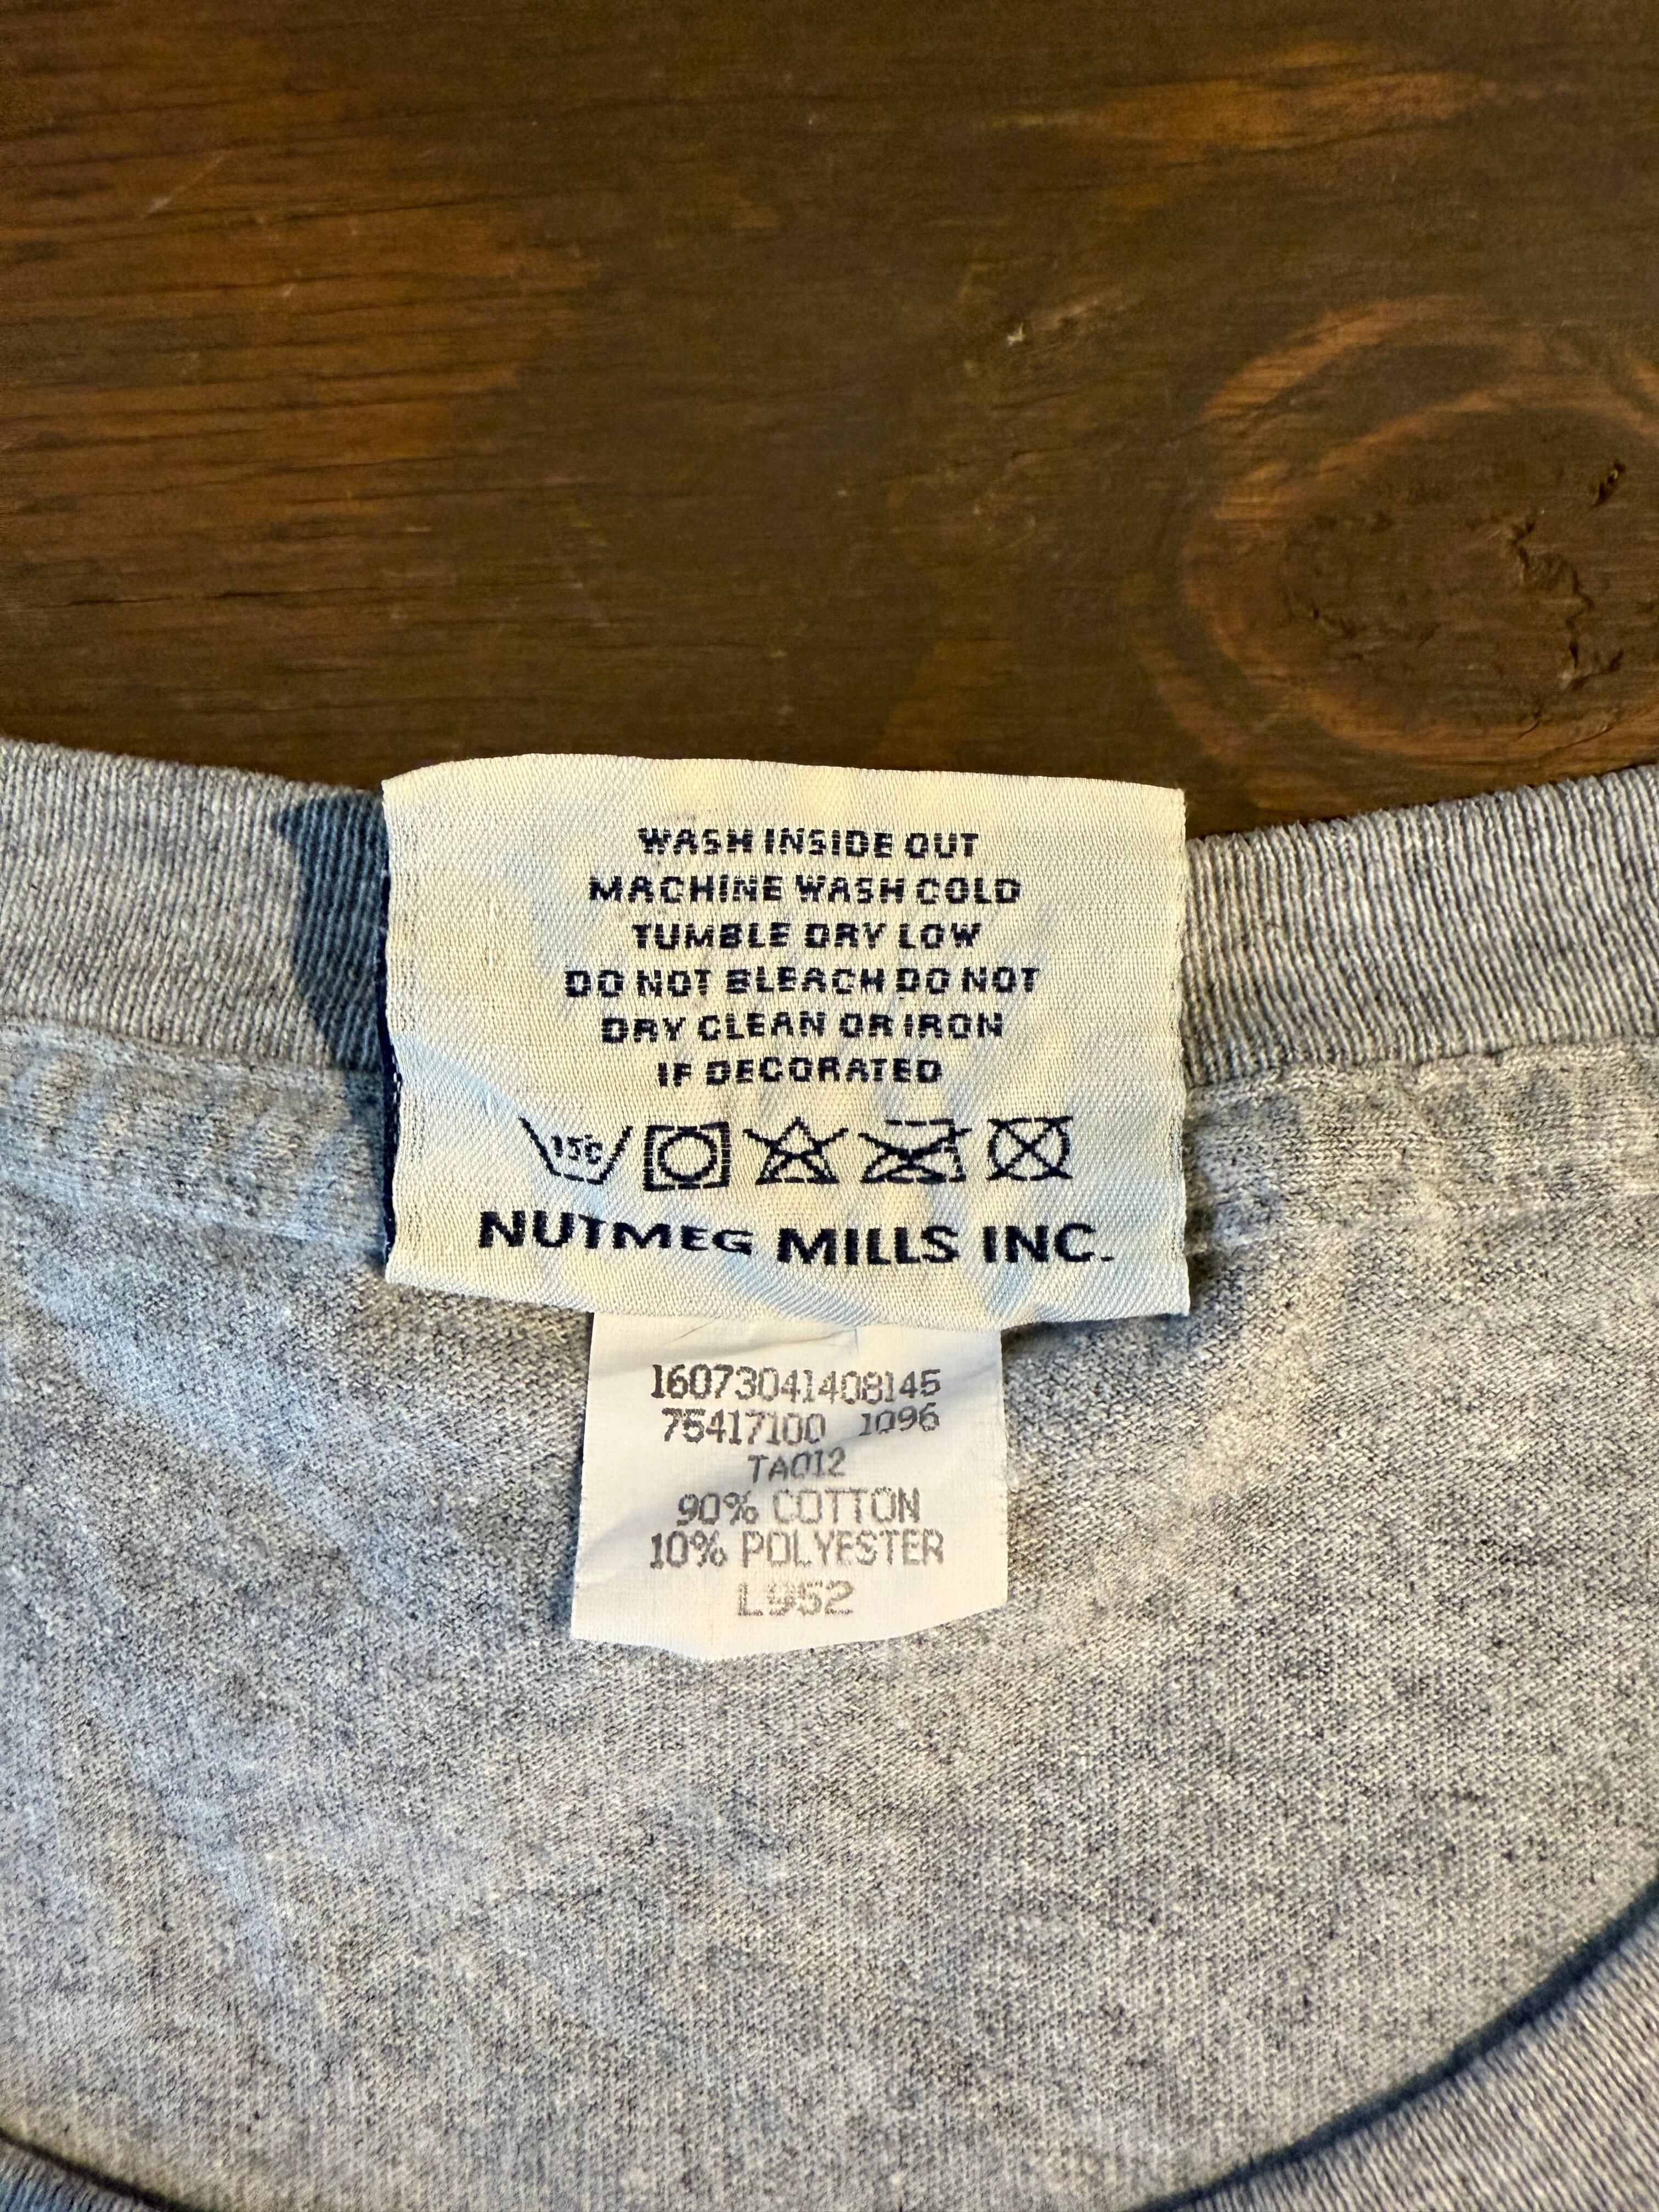 WASH INSIDE OUT
MACHINE WASH COLD
TUMBLE DRY LOW
DO NOT BLEACH DO NOT
DRY CLEAN OR IRON
IF DECORATED
15C
NUTMEG MILLS INC.
16073041408145
75417100 1096
TA012
90% COTTON
10% POLYESTER
L952